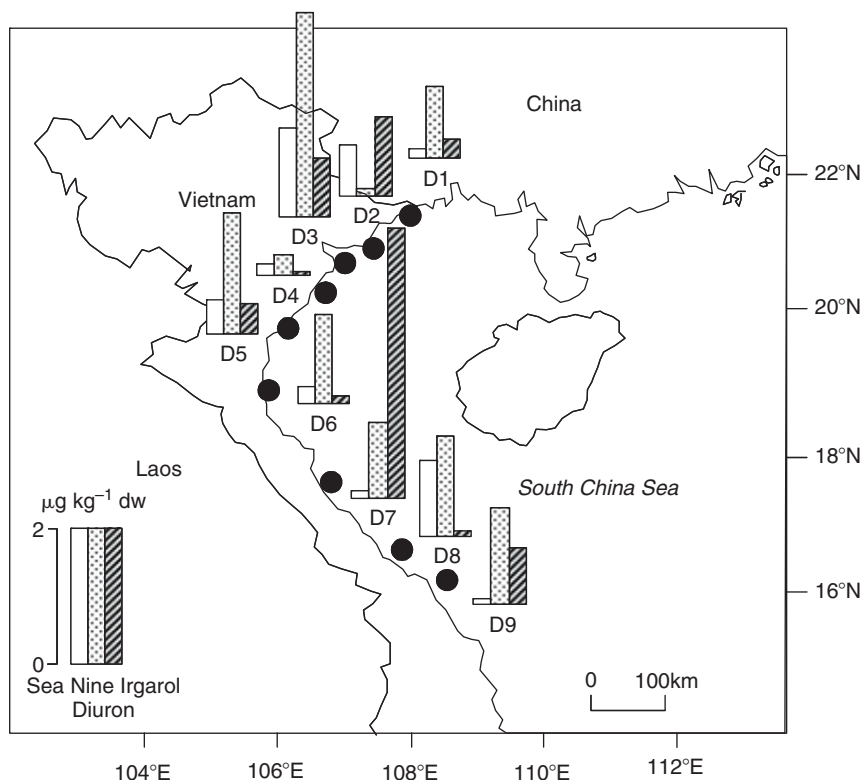 China
D1
22°N
Vietnam
D2
D3
D4
20°N
D5
D6
18°N
Laos
South China Sea
μg kg⁻¹ dw
2
D7
D8
16°N
D9
0
0 100km
Sea Nine Irgarol
Diuron
104°E 106°E 108°E 110°E 112°E